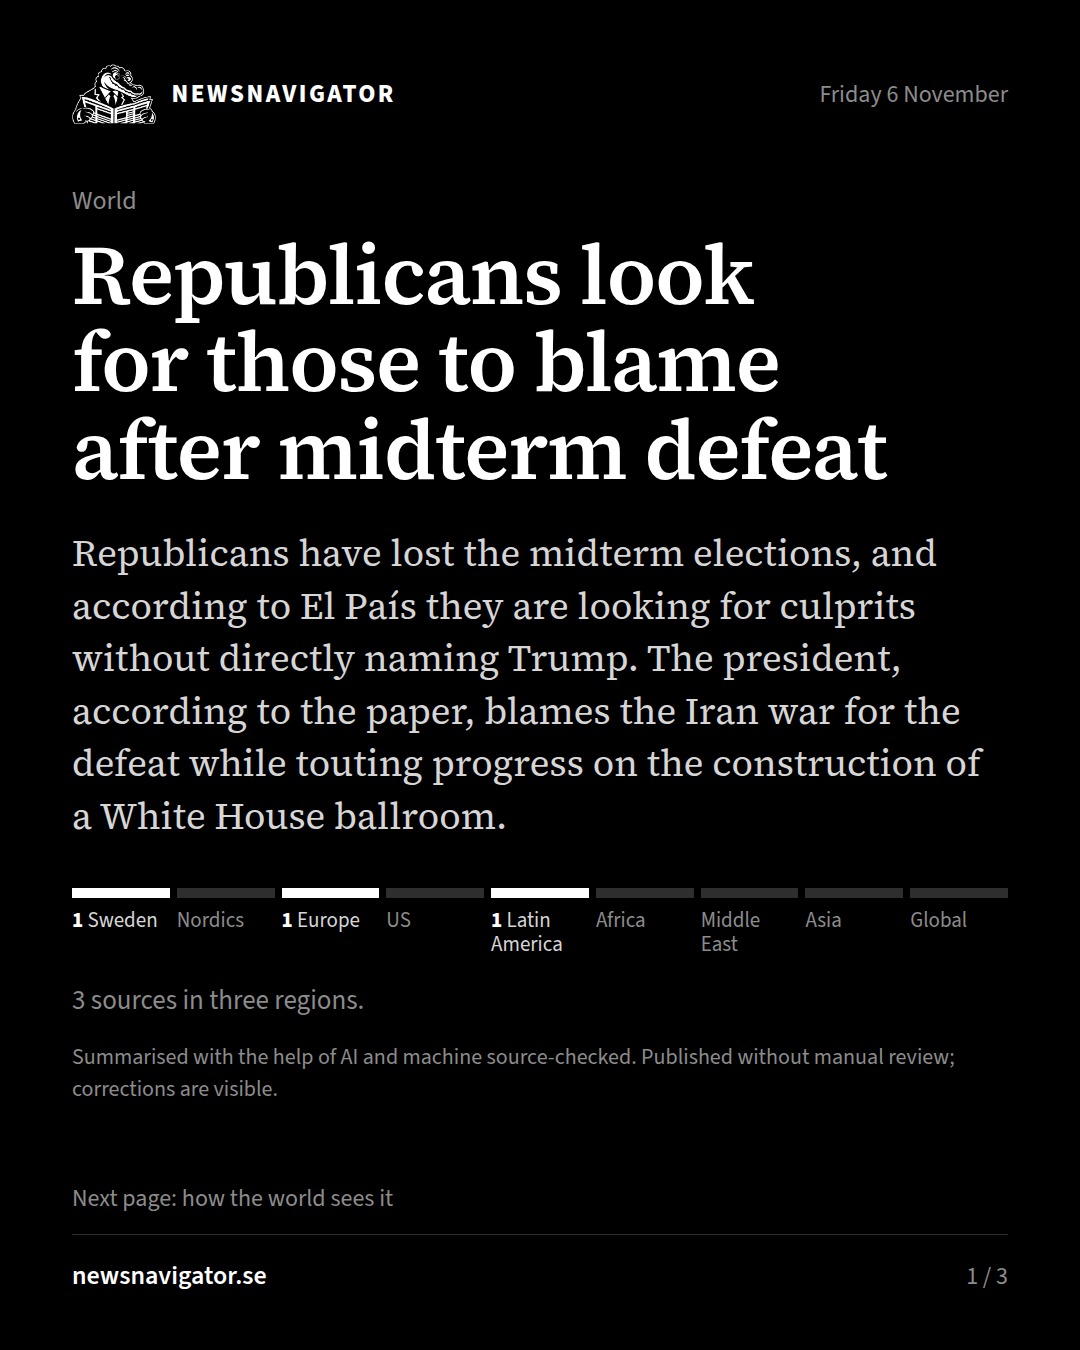 NEWSNAVIGATOR
Friday 6 November
World
Republicans look
for those to blame
after midterm defeat
Republicans have lost the midterm elections, and
according to El País they are looking for culprits
without directly naming Trump. The president,
according to the paper, blames the Iran war for the
defeat while touting progress on the construction of
a White House ballroom.
1 Sweden
Nordics
1 Europe
US
1 Latin
America
Africa
Middle
East
Asia
Global
3 sources in three regions.
Summarised with the help of AI and machine source-checked. Published without manual review;
corrections are visible.
Next page: how the world sees it
newsnavigator.se
1 / 3